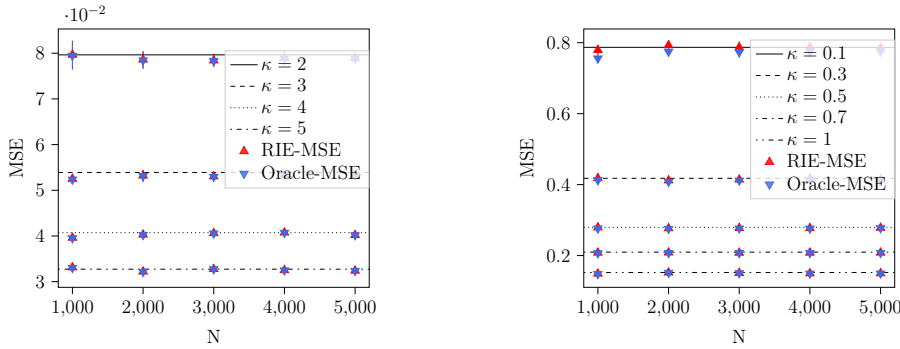 ·10⁻²
8
7
6
5
4
3
MSE
1,000 2,000 3,000 4,000 5,000
N
κ = 2
κ = 3
κ = 4
κ = 5
RIE-MSE
Oracle-MSE
0.8
0.6
0.4
0.2
MSE
1,000 2,000 3,000 4,000 5,000
N
κ = 0.1
κ = 0.3
κ = 0.5
κ = 0.7
κ = 1
RIE-MSE
Oracle-MSE